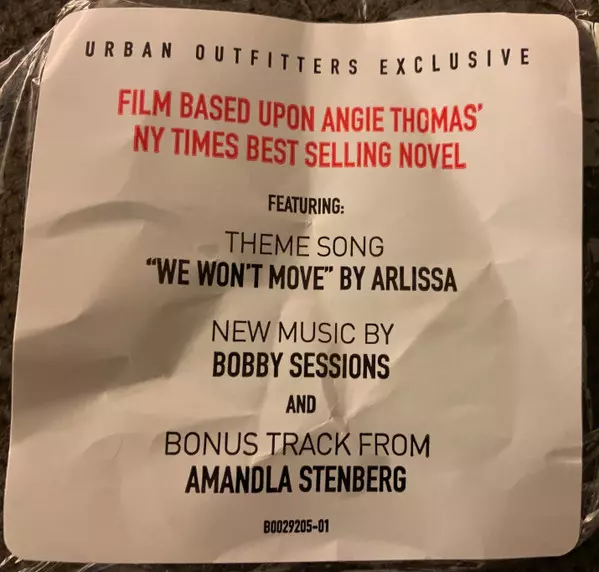 URBAN OUTFITTERS EXCLUSIVE
FILM BASED UPON ANGIE THOMAS'
NY TIMES BEST SELLING NOVEL
FEATURING:
THEME SONG
"WE WON'T MOVE" BY ARLISSA
NEW MUSIC BY
BOBBY SESSIONS
AND
BONUS TRACK FROM
AMANDLA STENBERG
B0029205-01